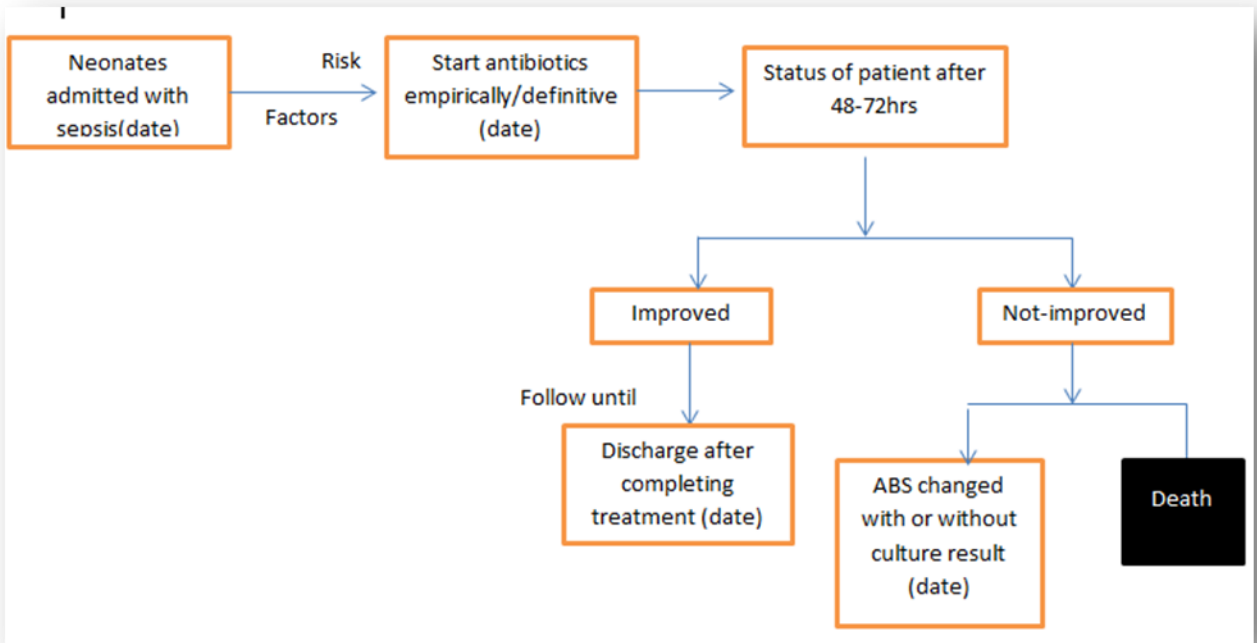 Neonates
admitted with
sepsis(date)
Risk
Factors
Start antibiotics
empirically/definitive
(date)
Status of patient after
48-72hrs
Improved
Not-improved
Follow until
Discharge after
completing
treatment (date)
ABS changed
with or without
culture result
(date)
Death